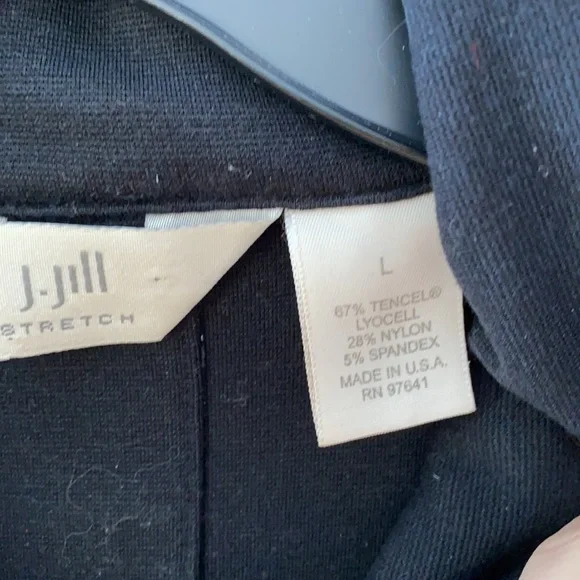 J.Jill
STRETCH
L
67% TENCEL®
LYOCELL
28% NYLON
5% SPANDEX
MADE IN U.S.A.
RN 97641